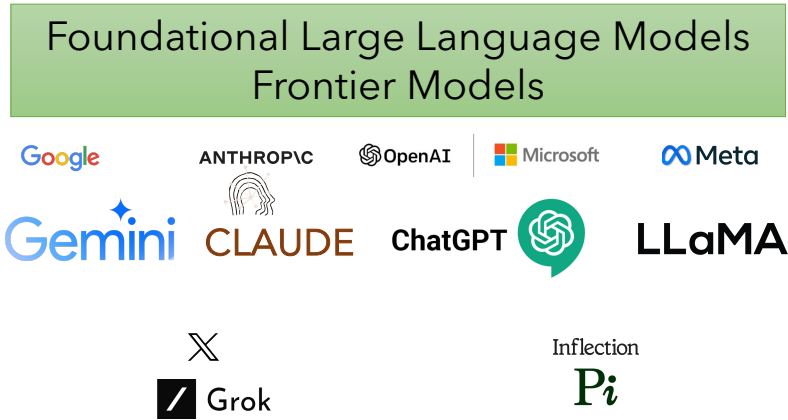 Foundational Large Language Models
Frontier Models
Google
ANTHROP\C
OpenAI
Microsoft
Meta
Gemini
CLAUDE
ChatGPT
LLaMA
X
Inflection
Grok
Pi